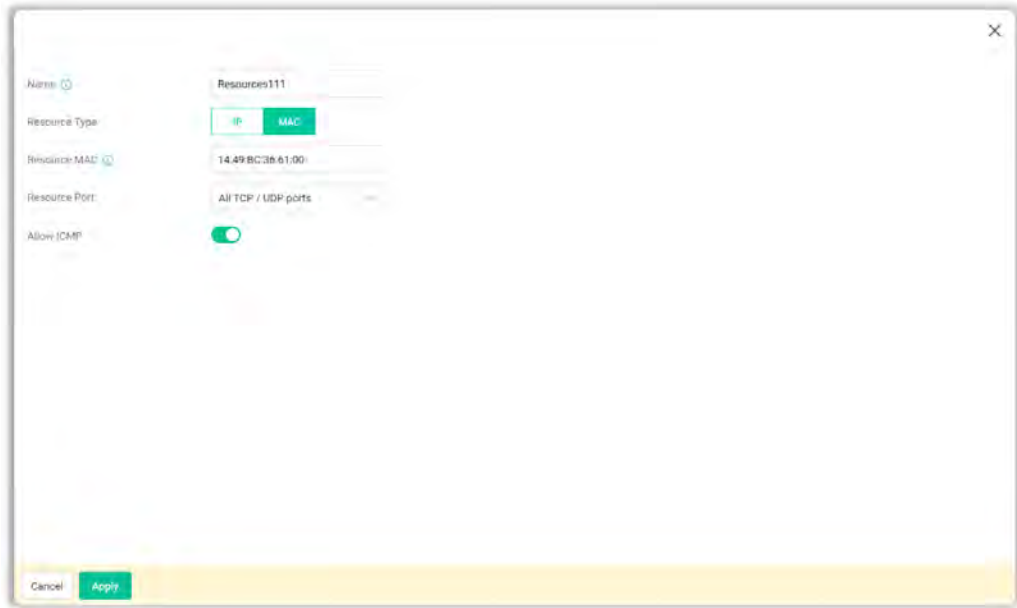 Name
Resources111
Resource Type
IP
MAC
Resource MAC
14:49:BC:36:61:00
Resource Port
All TCP / UDP ports
Allow ICMP
Cancel
Apply